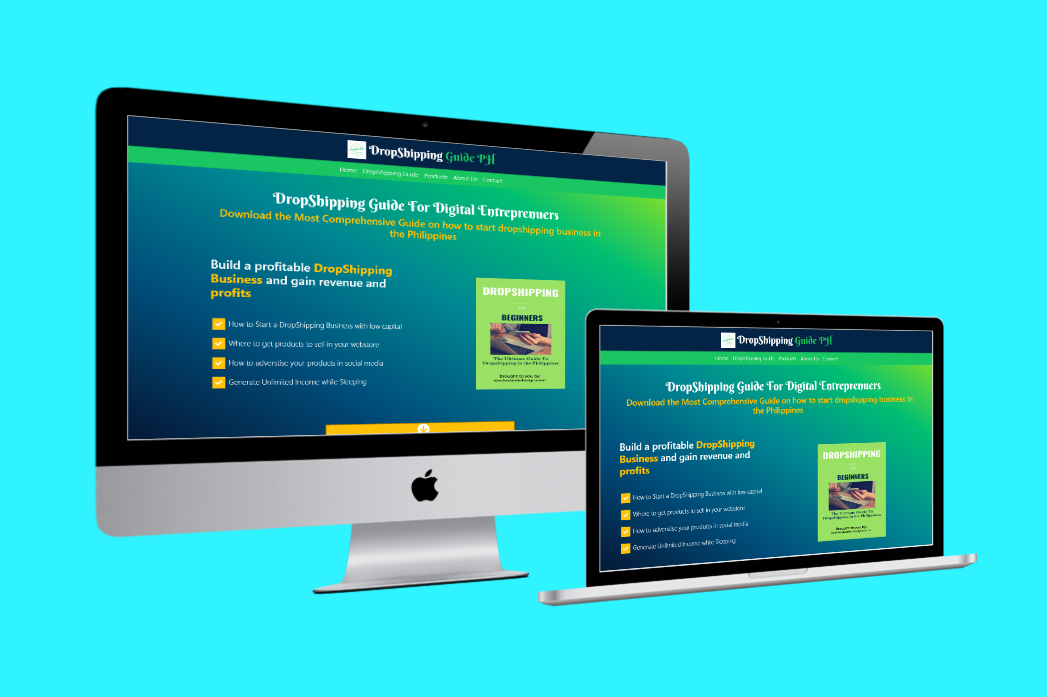 DropShipping Guide PH
Home DropShipping Guide Products About Us Contact
DropShipping Guide For Digital Entreprenuers
Download the Most Comprehensive Guide on how to start dropshipping business in
the Philippines
Build a profitable DropShipping
Business and gain revenue and
profits
How to Start a DropShipping Business with low capital
Where to get products to sell in your webstore
How to adverstise your products in social media
Generate Unlimited Income while Sleeping
DROPSHIPPING
BEGINNERS
The Ultimate Guide To
Dropshipping in the Philippines
Brought to you by:
DropShipping Guide PH
Home DropShipping Guide Products About Us Contact
DropShipping Guide For Digital Entreprenuers
Download the Most Comprehensive Guide on how to start dropshipping business in
the Philippines
Build a profitable DropShipping
Business and gain revenue and
profits
How to Start a DropShipping Business with low capital
Where to get products to sell in your webstore
How to adverstise your products in social media
Generate Unlimited Income while Sleeping
DROPSHIPPING
BEGINNERS
The Ultimate Guide To
Dropshipping in the Philippines
Brought to you by: